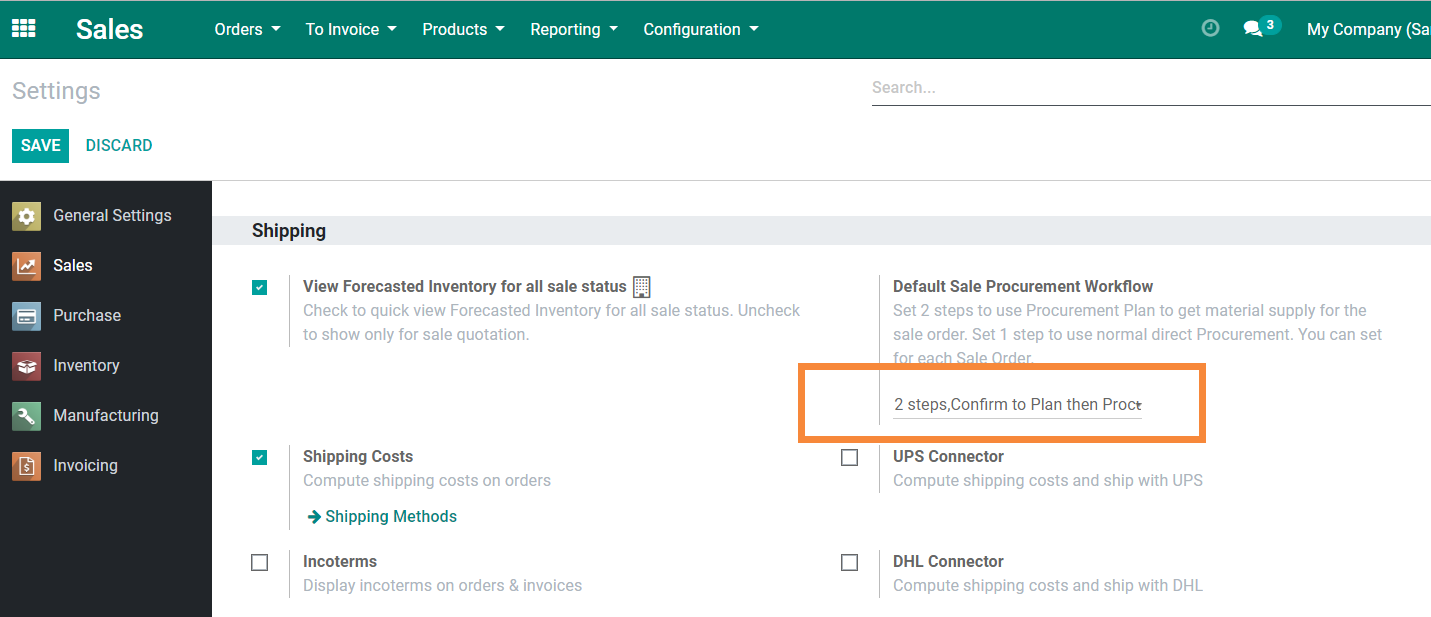 Sales
Orders
To Invoice
Products
Reporting
Configuration
3
My Company (Sa
Settings
Search...
SAVE
DISCARD
General Settings
Sales
Purchase
Inventory
Manufacturing
Invoicing
Shipping
View Forecasted Inventory for all sale status
Check to quick view Forecasted Inventory for all sale status. Uncheck
to show only for sale quotation.
Default Sale Procurement Workflow
Set 2 steps to use Procurement Plan to get material supply for the
sale order. Set 1 step to use normal direct Procurement. You can set
for each Sale Order.
2 steps,Confirm to Plan then Proc
Shipping Costs
Compute shipping costs on orders
Shipping Methods
UPS Connector
Compute shipping costs and ship with UPS
Incoterms
Display incoterms on orders & invoices
DHL Connector
Compute shipping costs and ship with DHL